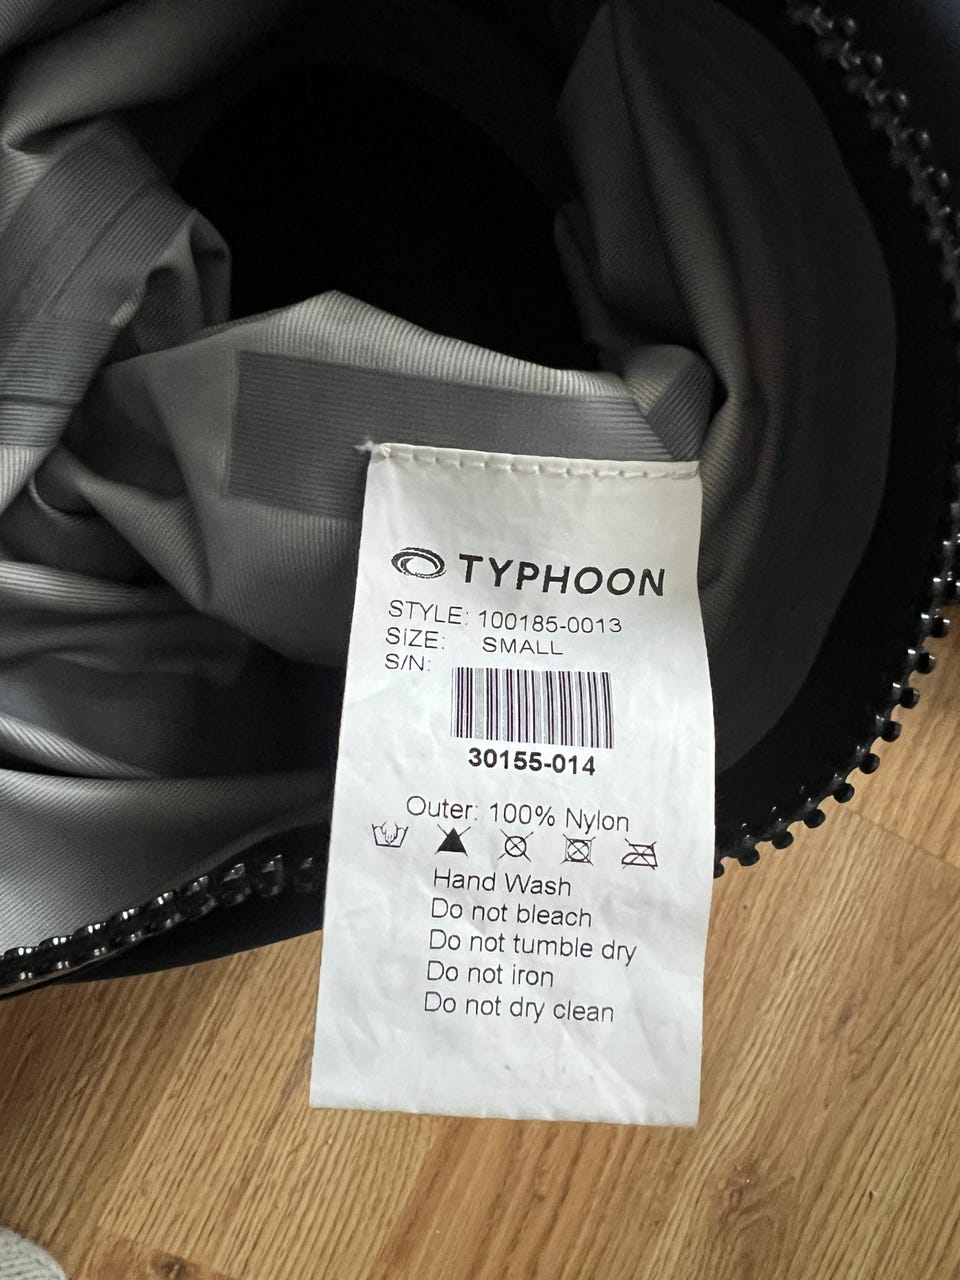 TYPHOON
STYLE: 100185-0013
SIZE: SMALL
S/N:
30155-014
Outer: 100% Nylon
Hand Wash
Do not bleach
Do not tumble dry
Do not iron
Do not dry clean